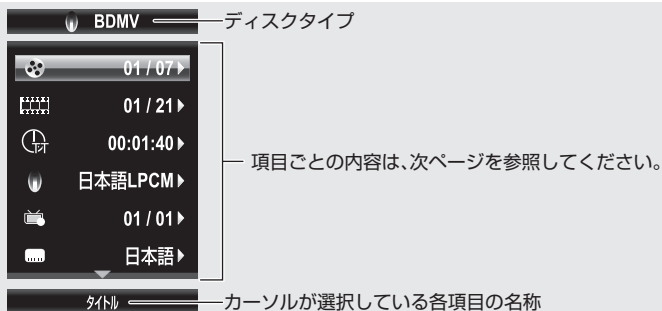 BDMV ディスクタイプ
01 / 07
01 / 21
00:01:40
項目ごとの内容は、次ページを参照してください。
日本語LPCM
01 / 01
日本語
タイトル カーソルが選択している各項目の名称